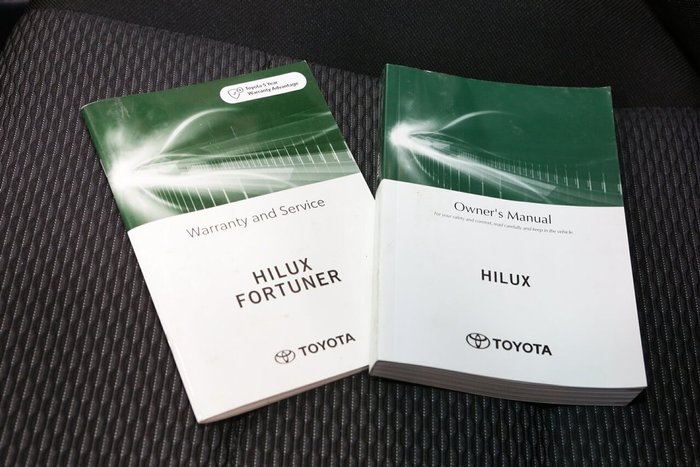 Toyota 5 Year
Warranty Advantage
Warranty and Service
HILUX
FORTUNER
TOYOTA
Owner's Manual
For your safety and comfort, read carefully and keep in the vehicle.
HILUX
TOYOTA